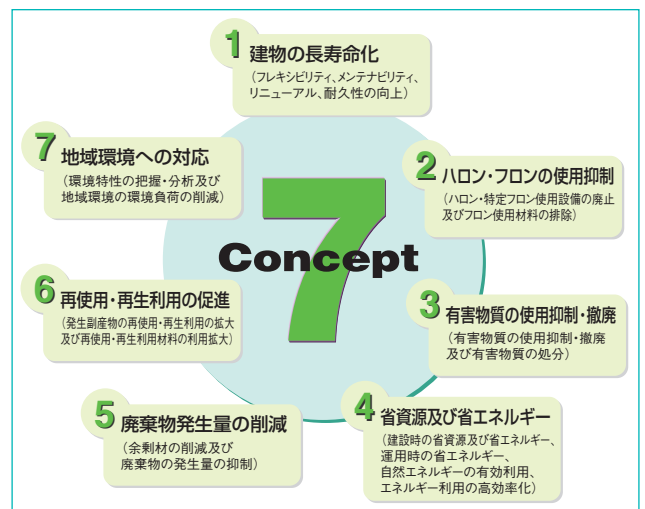 1 建物の長寿命化
（フレキシビリティ、メンテナビリティ、
リニューアル、耐久性の向上）
2 ハロン・フロンの使用抑制
（ハロン・特定フロン使用設備の廃止
及びフロン使用材料の排除）
3 有害物質の使用抑制・撤廃
（有害物質の使用抑制・撤廃
及び有害物質の処分）
4 省資源及び省エネルギー
（建設時の省資源及び省エネルギー、
運用時の省エネルギー、
自然エネルギーの有効利用、
エネルギー利用の高効率化）
5 廃棄物発生量の削減
（余剰材の削減及び
廃棄物の発生量の抑制）
6 再使用・再生利用の促進
（発生副産物の再使用・再生利用の拡大
及び再使用・再生利用材料の利用拡大）
7 地域環境への対応
（環境特性の把握・分析及び
地域環境の環境負荷の削減）
7
Concept